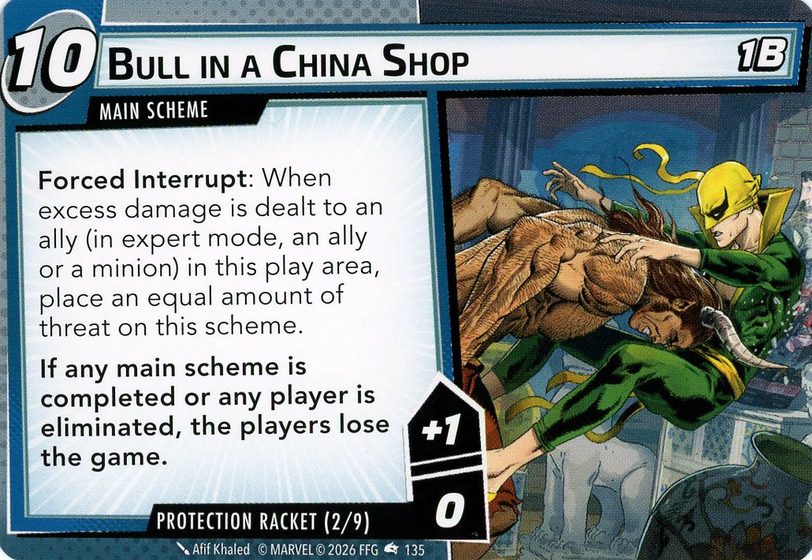 10
BULL IN A CHINA SHOP
1B
MAIN SCHEME
Forced Interrupt: When
excess damage is dealt to an
ally (in expert mode, an ally
or a minion) in this play area,
place an equal amount of
threat on this scheme.
If any main scheme is
completed or any player is
eliminated, the players lose
the game.
+1
0
PROTECTION RACKET (2/9)
Afif Khaled © MARVEL © 2026 FFG 135